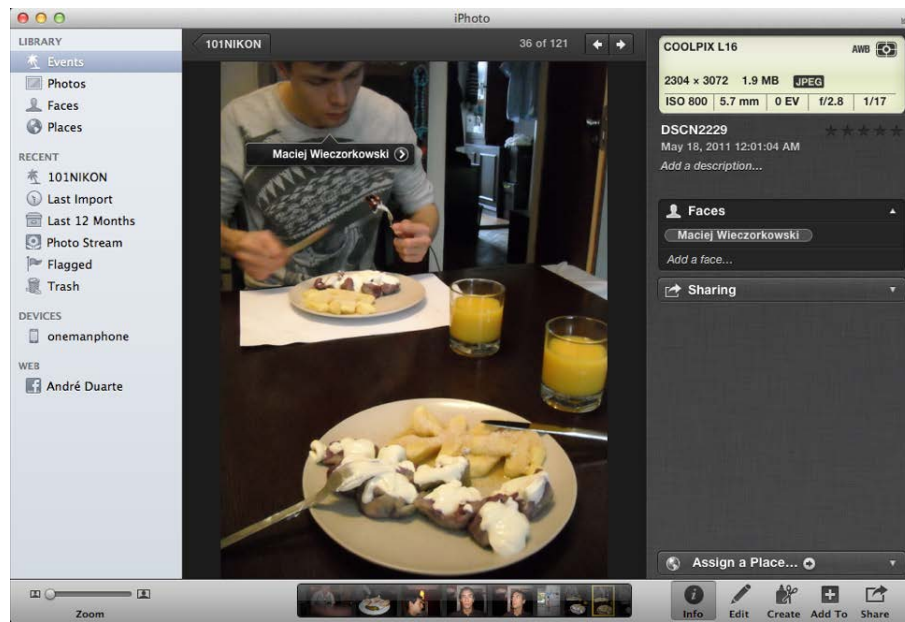 iPhoto
LIBRARY
Events
Photos
Faces
Places
RECENT
101NIKON
Last Import
Last 12 Months
Photo Stream
Flagged
Trash
DEVICES
onemanphone
WEB
André Duarte
Zoom
101NIKON
36 of 121
Maciej Wieczorkowski
COOLPIX L16 AWB
2304 × 3072 1.9 MB JPEG
ISO 800 5.7 mm 0 EV f/2.8 1/17
DSCN2229
May 18, 2011 12:01:04 AM
Add a description...
Faces
Maciej Wieczorkowski
Add a face...
Sharing
Assign a Place...
Info Edit Create Add To Share